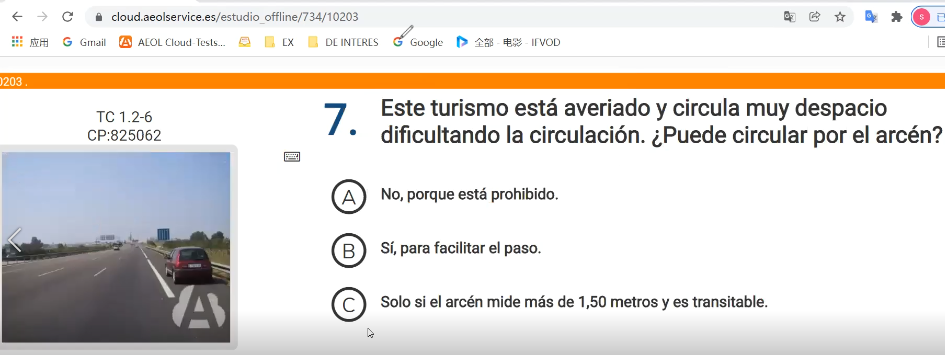 cloud.aeolservice.es/estudio_offline/734/10203
应用 Gmail AEOL Cloud-Tests... EX DE INTERES Google 全部 - 电影 - IFVOD
0203 .
TC 1.2-6
CP:825062
7. Este turismo está averiado y circula muy despacio
dificultando la circulación. ¿Puede circular por el arcén?
A No, porque está prohibido.
B Sí, para facilitar el paso.
C Solo si el arcén mide más de 1,50 metros y es transitable.